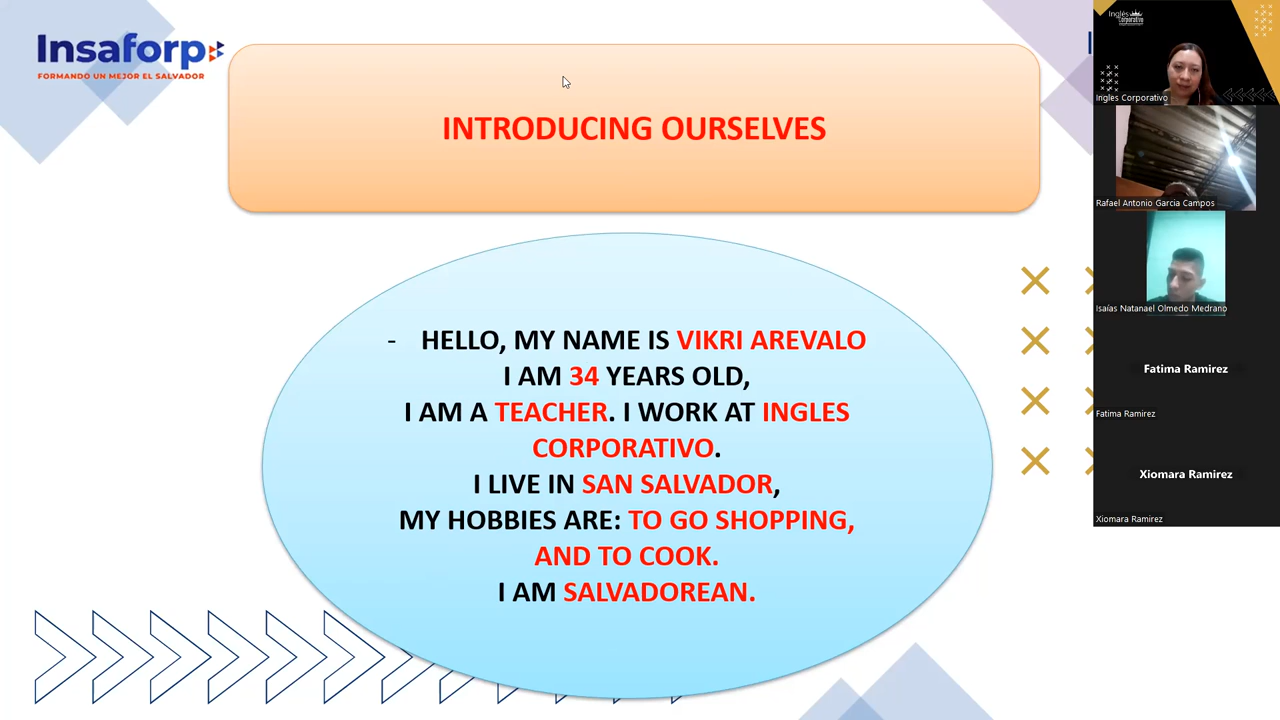 Insaforp
FORMANDO UN MEJOR EL SALVADOR
INTRODUCING OURSELVES
- HELLO, MY NAME IS VIKRI AREVALO
I AM 34 YEARS OLD,
I AM A TEACHER. I WORK AT INGLES
CORPORATIVO.
I LIVE IN SAN SALVADOR,
MY HOBBIES ARE: TO GO SHOPPING,
AND TO COOK.
I AM SALVADOREAN.
Inglés
Corporativo
Ingles Corporativo
Rafael Antonio Garcia Campos
Isaías Natanael Olmedo Medrano
Fatima Ramirez
Fatima Ramirez
Xiomara Ramirez
Xiomara Ramirez